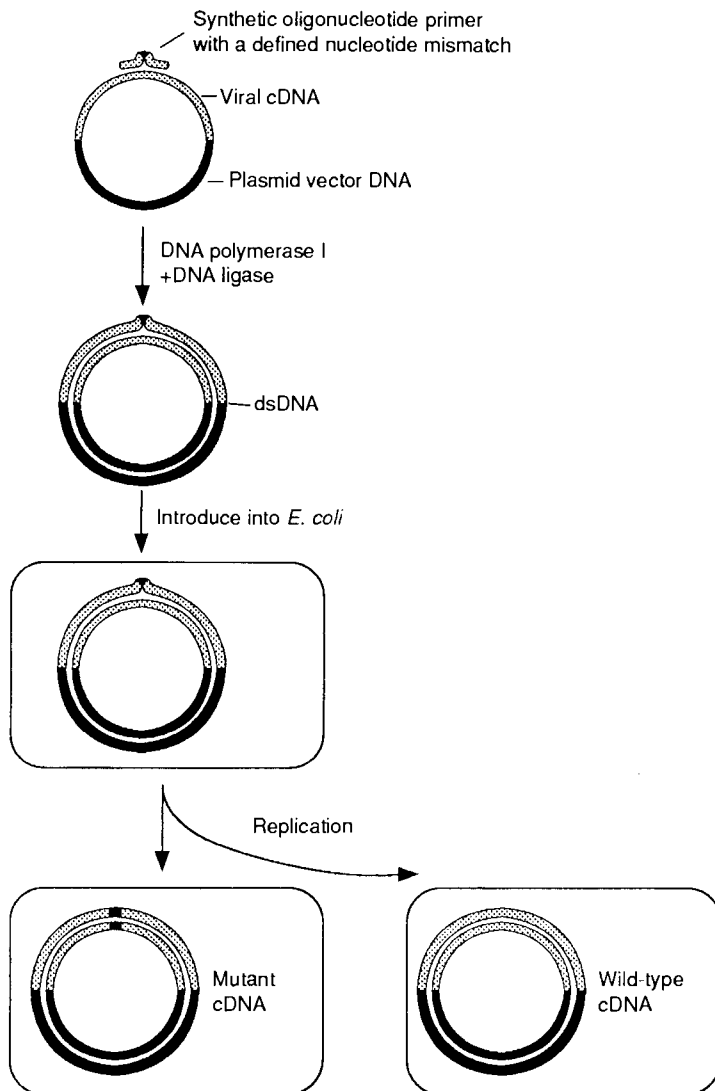 Synthetic oligonucleotide primer
with a defined nucleotide mismatch
Viral cDNA
Plasmid vector DNA
DNA polymerase I
+DNA ligase
dsDNA
Introduce into E. coli
Replication
Mutant
cDNA
Wild-type
cDNA